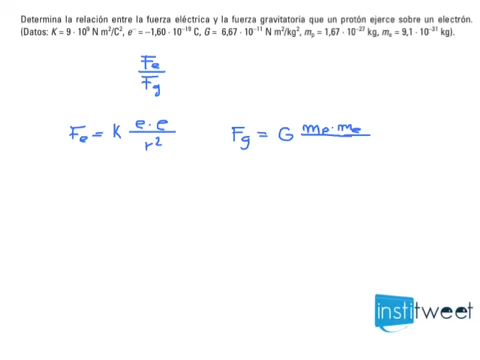 Determina la relación entre la fuerza eléctrica y la fuerza gravitatoria que un protón ejerce sobre un electrón.
(Datos: K = 9 · 10⁹ N m²/C², e⁻ = –1,60 · 10⁻¹⁹ C, G = 6,67 · 10⁻¹¹ N m²/kg², mₚ = 1,67 · 10⁻²⁷ kg, mₑ = 9,1 · 10⁻³¹ kg).
Fe
Fg
Fe = K e · e / r² Fg = G mp · me
institweet